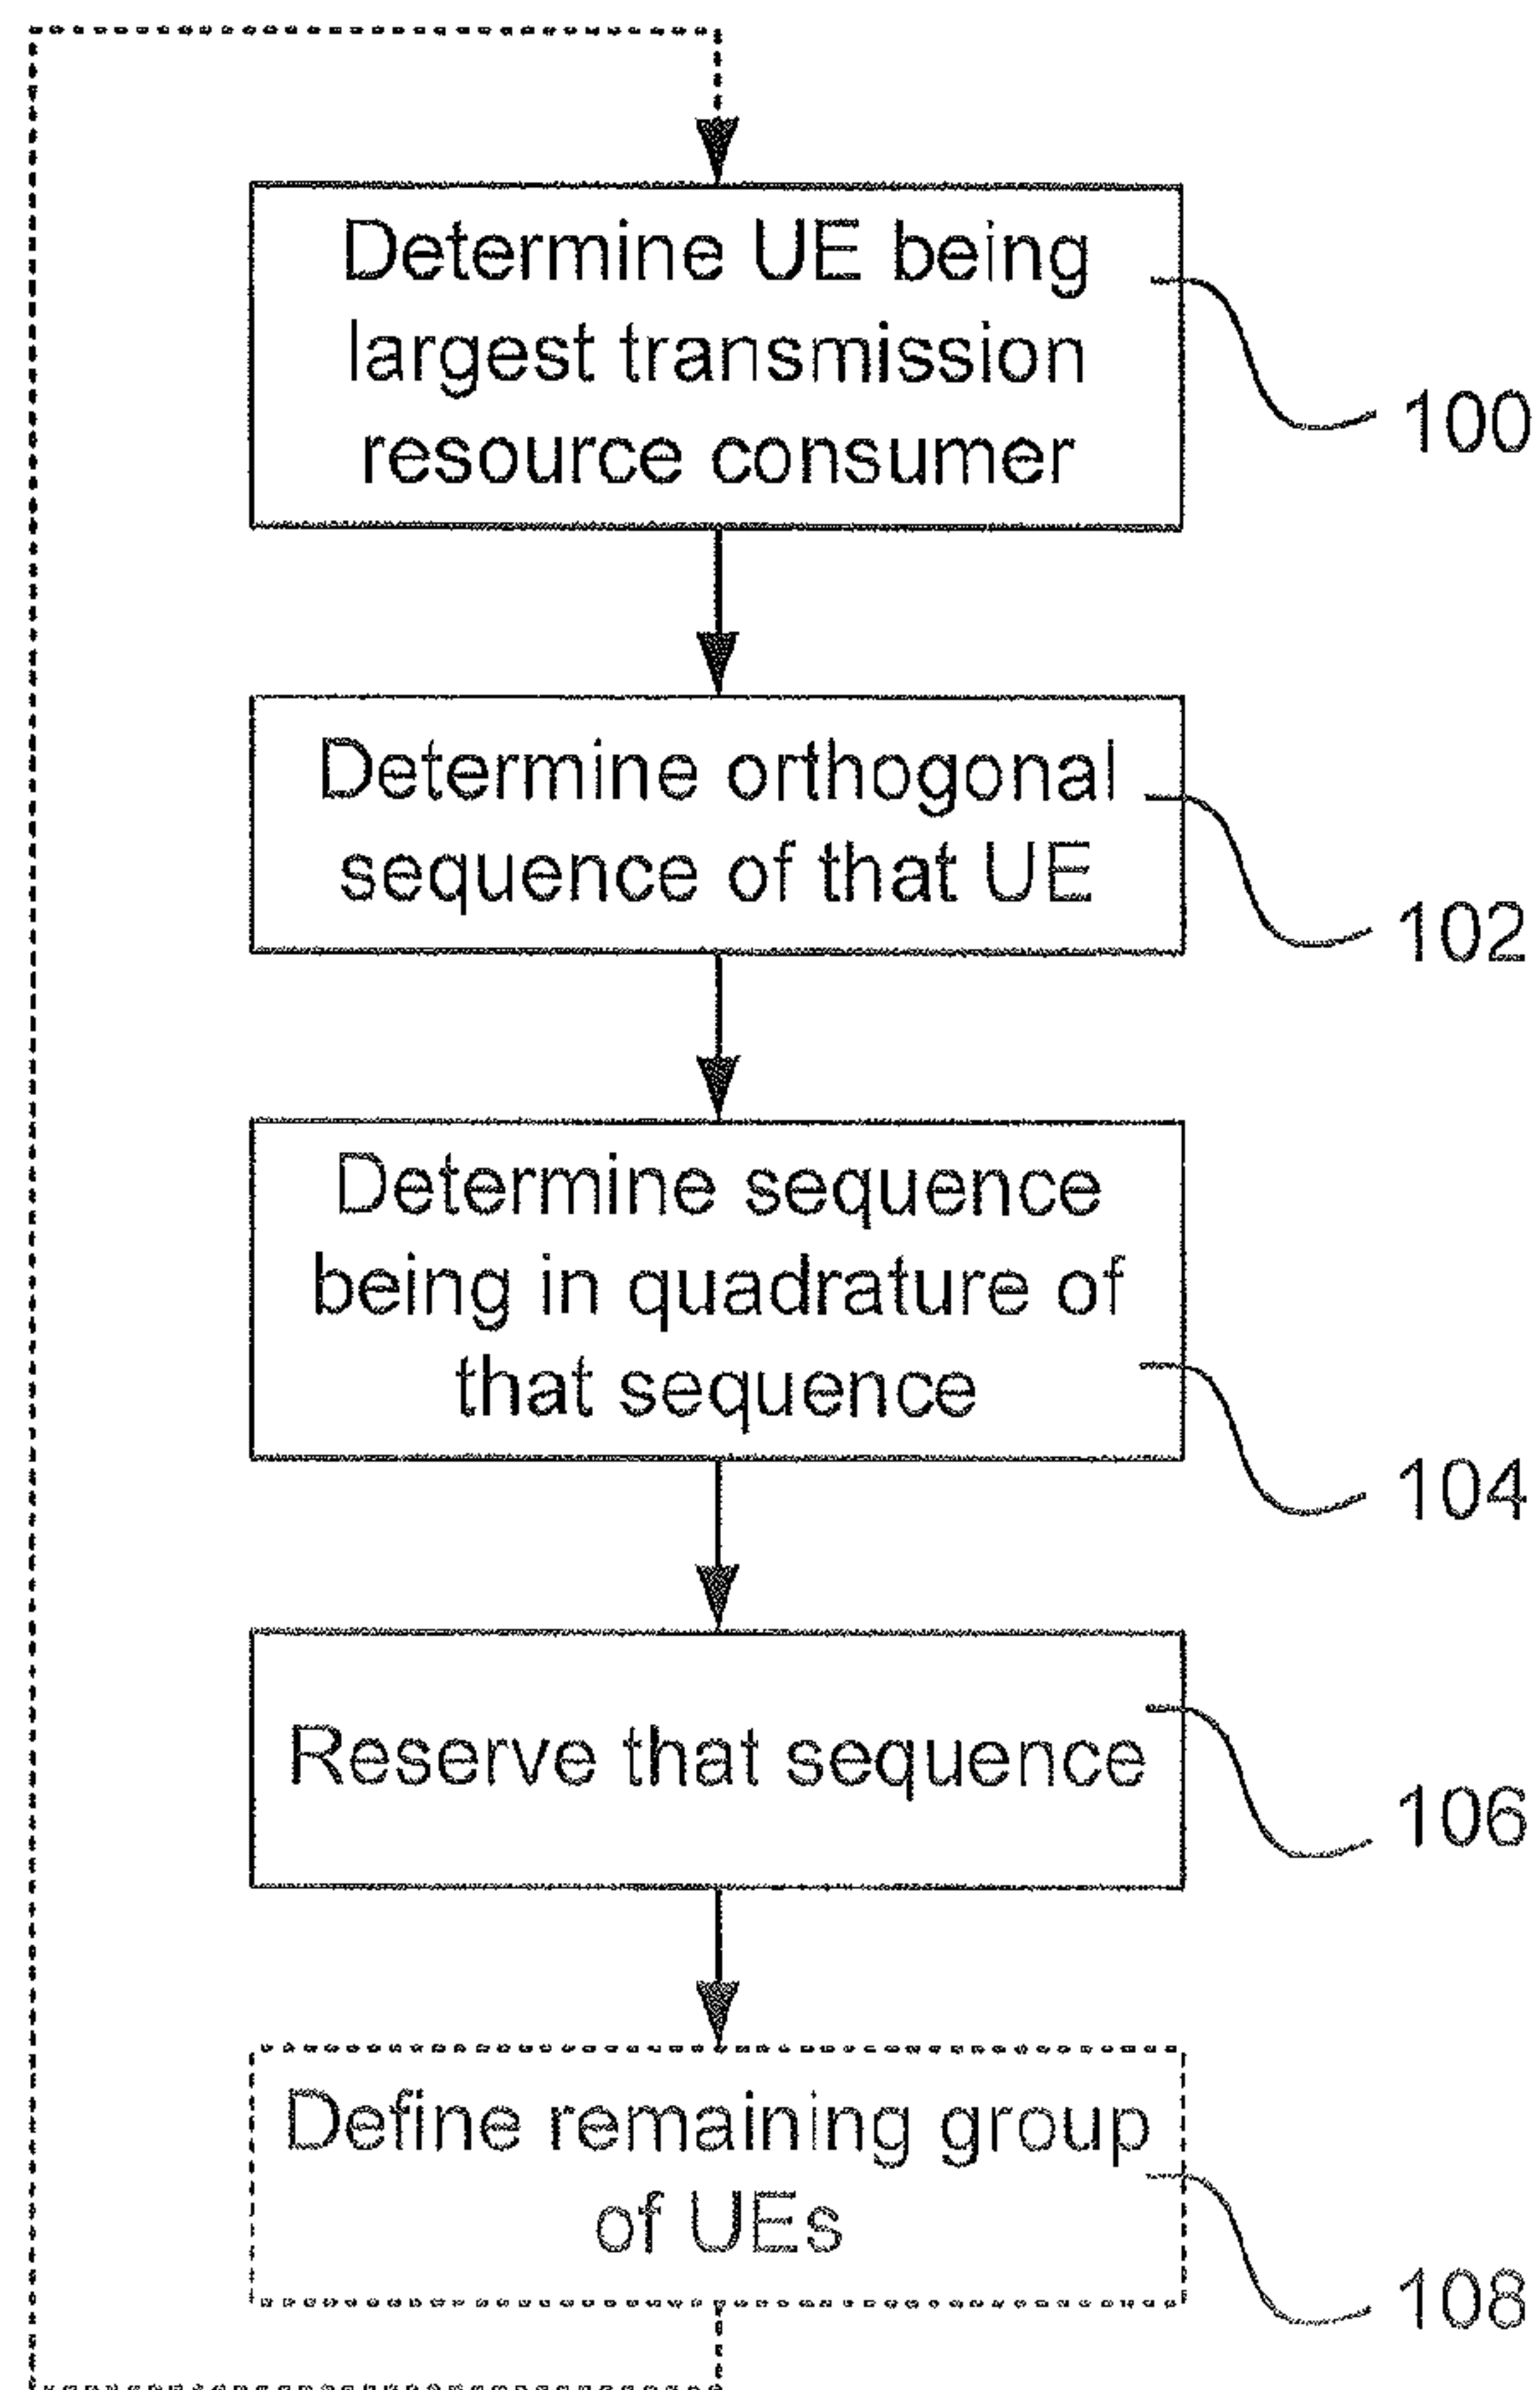 Determine UE being
largest transmission
resource consumer
100
Determine orthogonal
sequence of that UE
102
Determine sequence
being in quadrature of
that sequence
104
Reserve that sequence
106
Define remaining group
of UEs
108